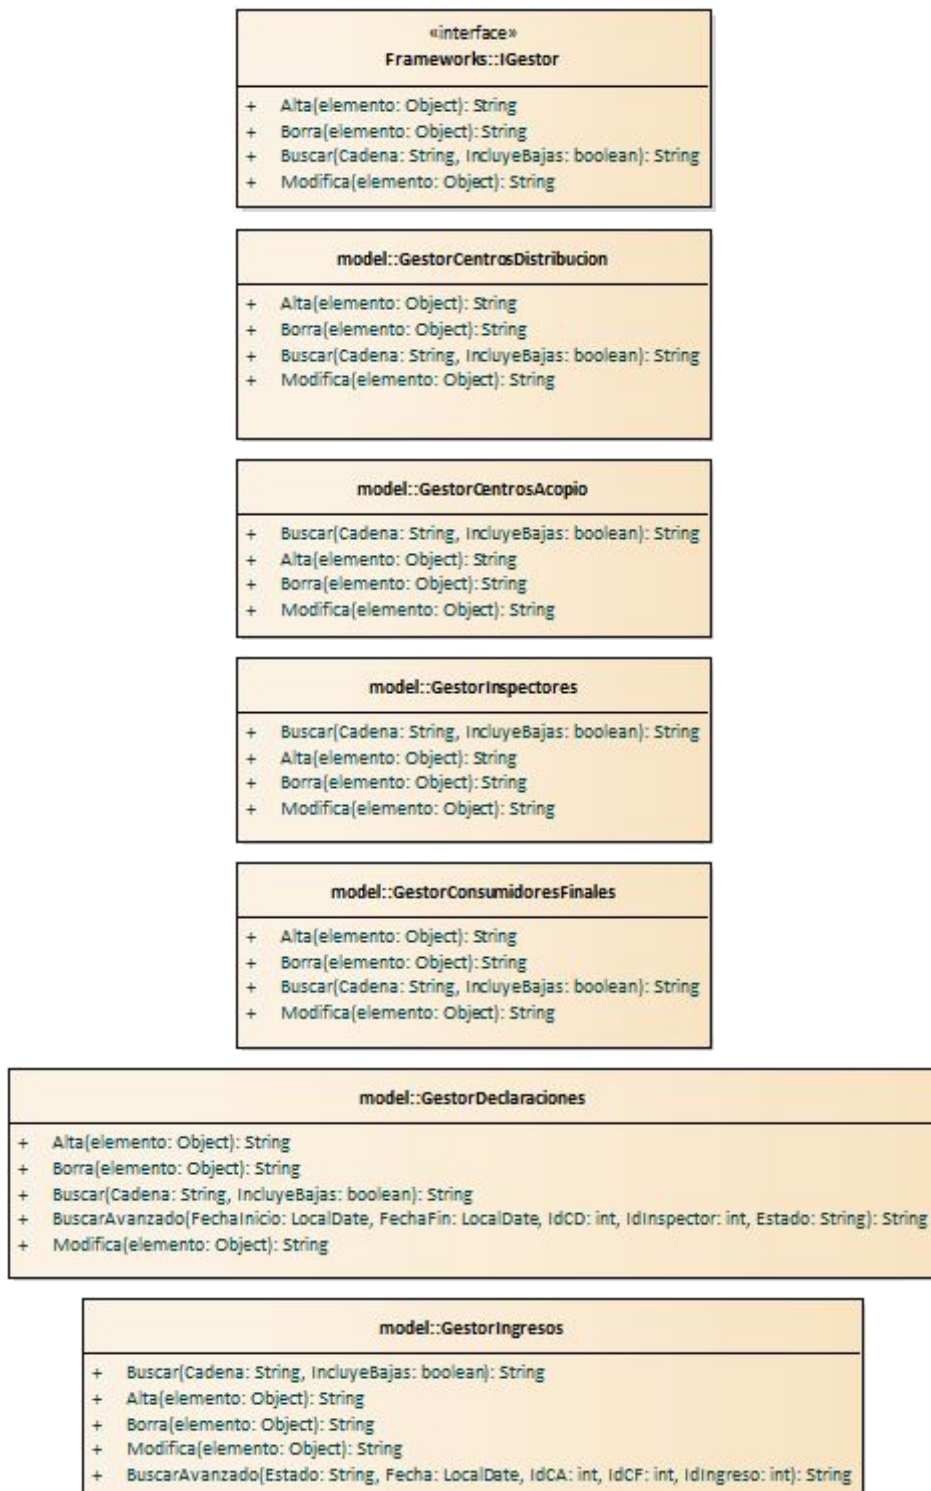 «interface»
Frameworks::IGestor
+ Alta(elemento: Object): String
+ Borra(elemento: Object): String
+ Buscar(Cadena: String, IncluyeBajas: boolean): String
+ Modifica(elemento: Object): String
model::GestorCentrosDistribucion
+ Alta(elemento: Object): String
+ Borra(elemento: Object): String
+ Buscar(Cadena: String, IncluyeBajas: boolean): String
+ Modifica(elemento: Object): String
model::GestorCentrosAcopio
+ Buscar(Cadena: String, IncluyeBajas: boolean): String
+ Alta(elemento: Object): String
+ Borra(elemento: Object): String
+ Modifica(elemento: Object): String
model::GestorInspectores
+ Buscar(Cadena: String, IncluyeBajas: boolean): String
+ Alta(elemento: Object): String
+ Borra(elemento: Object): String
+ Modifica(elemento: Object): String
model::GestorConsumidoresFinales
+ Alta(elemento: Object): String
+ Borra(elemento: Object): String
+ Buscar(Cadena: String, IncluyeBajas: boolean): String
+ Modifica(elemento: Object): String
model::GestorDeclaraciones
+ Alta(elemento: Object): String
+ Borra(elemento: Object): String
+ Buscar(Cadena: String, IncluyeBajas: boolean): String
+ BuscarAvanzado(FechaInicio: LocalDate, FechaFin: LocalDate, IdCD: int, IdInspector: int, Estado: String): String
+ Modifica(elemento: Object): String
model::GestorIngresos
+ Buscar(Cadena: String, IncluyeBajas: boolean): String
+ Alta(elemento: Object): String
+ Borra(elemento: Object): String
+ Modifica(elemento: Object): String
+ BuscarAvanzado(Estado: String, Fecha: LocalDate, IdCA: int, IdCF: int, IdIngreso: int): String